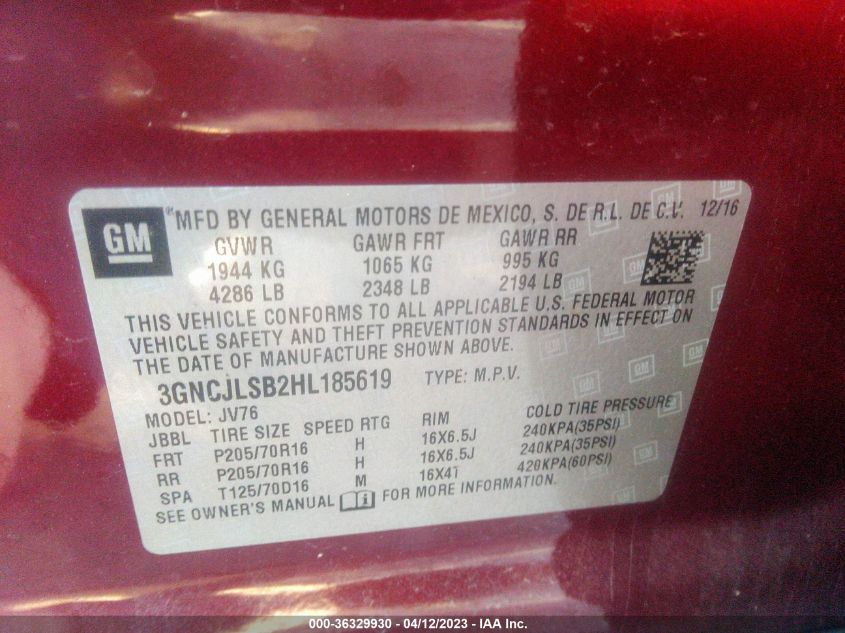 GM
MFD BY GENERAL MOTORS DE MEXICO, S. DE R.L. DE C.V. 12/16
GVWR GAWR FRT GAWR RR
1944 KG 1065 KG 995 KG
4286 LB 2348 LB 2194 LB
THIS VEHICLE CONFORMS TO ALL APPLICABLE U.S. FEDERAL MOTOR
VEHICLE SAFETY AND THEFT PREVENTION STANDARDS IN EFFECT ON
THE DATE OF MANUFACTURE SHOWN ABOVE.
3GNCJLSB2HL185619 TYPE: M.P.V.
MODEL: JV76
JBBL TIRE SIZE SPEED RTG RIM COLD TIRE PRESSURE
FRT P205/70R16 H 16X6.5J 240KPA(35PSI)
RR P205/70R16 H 16X6.5J 240KPA(35PSI)
SPA T125/70D16 M 16X4T 420KPA(60PSI)
SEE OWNER'S MANUAL FOR MORE INFORMATION.
000-36329930 - 04/12/2023 - IAA Inc.